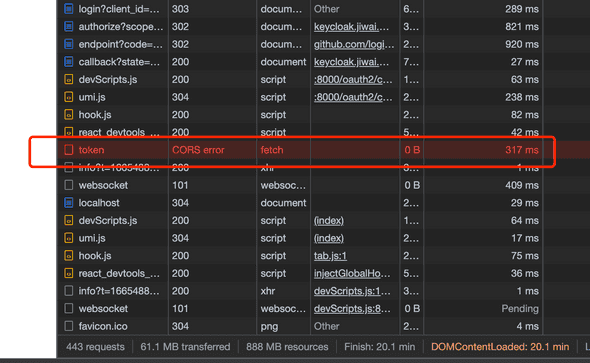 login?client_id=... 303 docum... Other 6... 289 ms
authorize?scope... 302 docum... keycloak.jiwai.... 3... 821 ms
endpoint?code=... 302 docum... github.com/logi... 2... 920 ms
callback?state=... 200 document keycloak.jiwai.... 7... 27 ms
devScripts.js 200 script :8000/oauth2/c... 1... 63 ms
umi.js 304 script :8000/oauth2/c... 2... 238 ms
hook.js 200 script 2... 82 ms
react_devtools_... 200 script 5... 42 ms
token CORS error fetch 0 B 317 ms
info?t=1665488... 200 xhr 3... 1 ms
websocket 101 websoc... 0 B 409 ms
localhost 304 document 2... 29 ms
devScripts.js 200 script (index) 1... 64 ms
umi.js 304 script (index) 2... 17 ms
hook.js 200 script tab.js:1 2... 75 ms
react_devtools_... 200 script injectGlobalHo... 5... 36 ms
info?t=1665488... 200 xhr devScripts.js:1... 3... 1 ms
websocket 101 websoc... devScripts.js:8... 0 B Pending
favicon.ico 304 png Other 2... 4 ms
443 requests 61.1 MB transferred 888 MB resources Finish: 20.1 min DOMContentLoaded: 20.1 min L